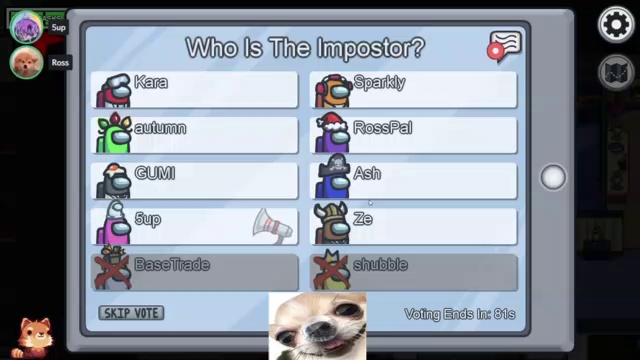 5up
Ross
Who Is The Impostor?
Kara
Sparkly
autumn
RossPal
GUMI
Ash
5up
Ze
BaseTrade
shubble
SKIP VOTE
Voting Ends In: 81s